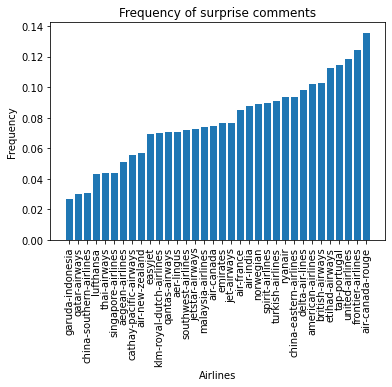 Frequency of surprise comments
0.14
0.12
0.10
0.08
0.06
0.04
0.02
0.00
Frequency
garuda-indonesia
qatar-airways
china-southern-airlines
lufthansa
thai-airways
singapore-airlines
aegean-airlines
cathay-pacific-airways
air-new-zealand
easyjet
klm-royal-dutch-airlines
qantas-airways
aer-lingus
southwest-airlines
jetstar-airways
malaysia-airlines
air-canada
emirates
jet-airways
air-france
air-india
norwegian
spirit-airlines
turkish-airlines
ryanair
china-eastern-airlines
delta-air-lines
american-airlines
british-airways
etihad-airways
tap-portugal
united-airlines
frontier-airlines
air-canada-rouge
Airlines